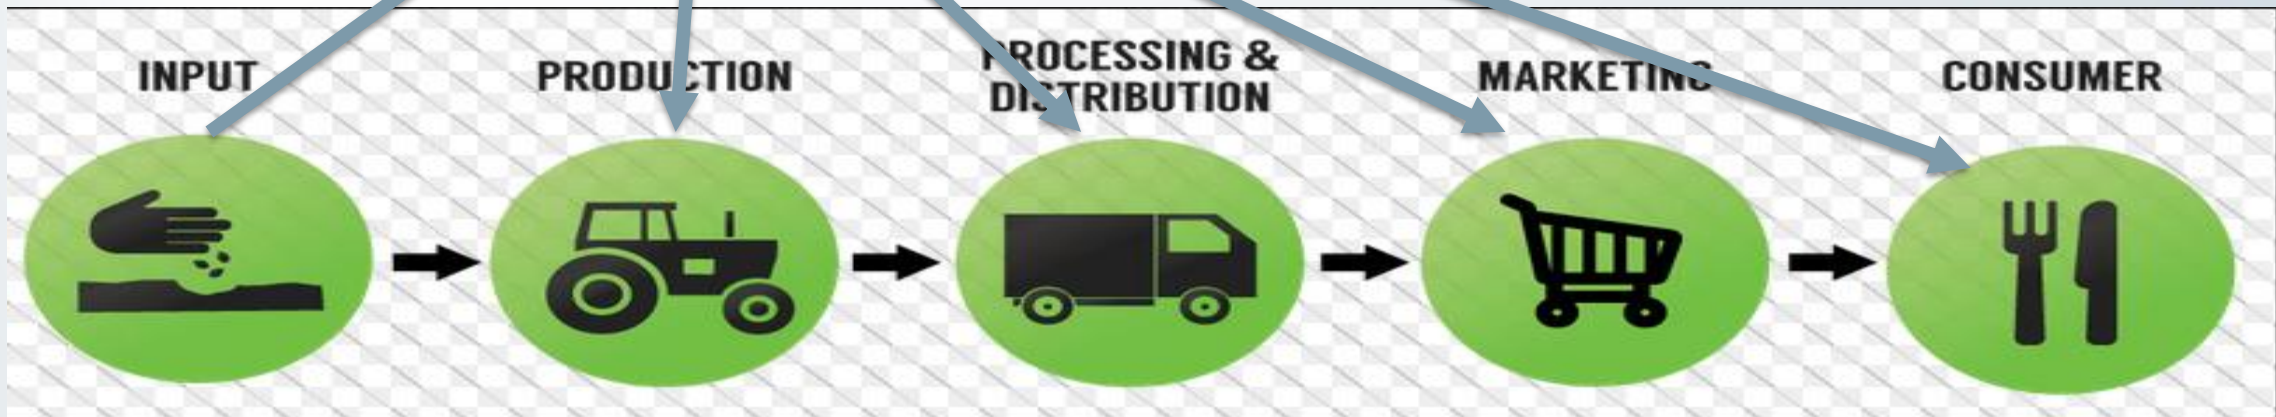 INPUT
PRODUCTION
PROCESSING &
DISTRIBUTION
MARKETING
CONSUMER